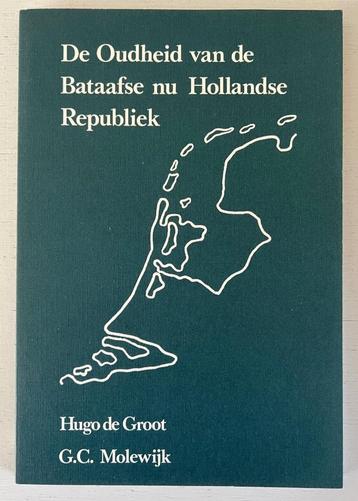 De Oudheid van de
Bataafse nu Hollandse
Republiek
Hugo de Groot
G.C. Molewijk